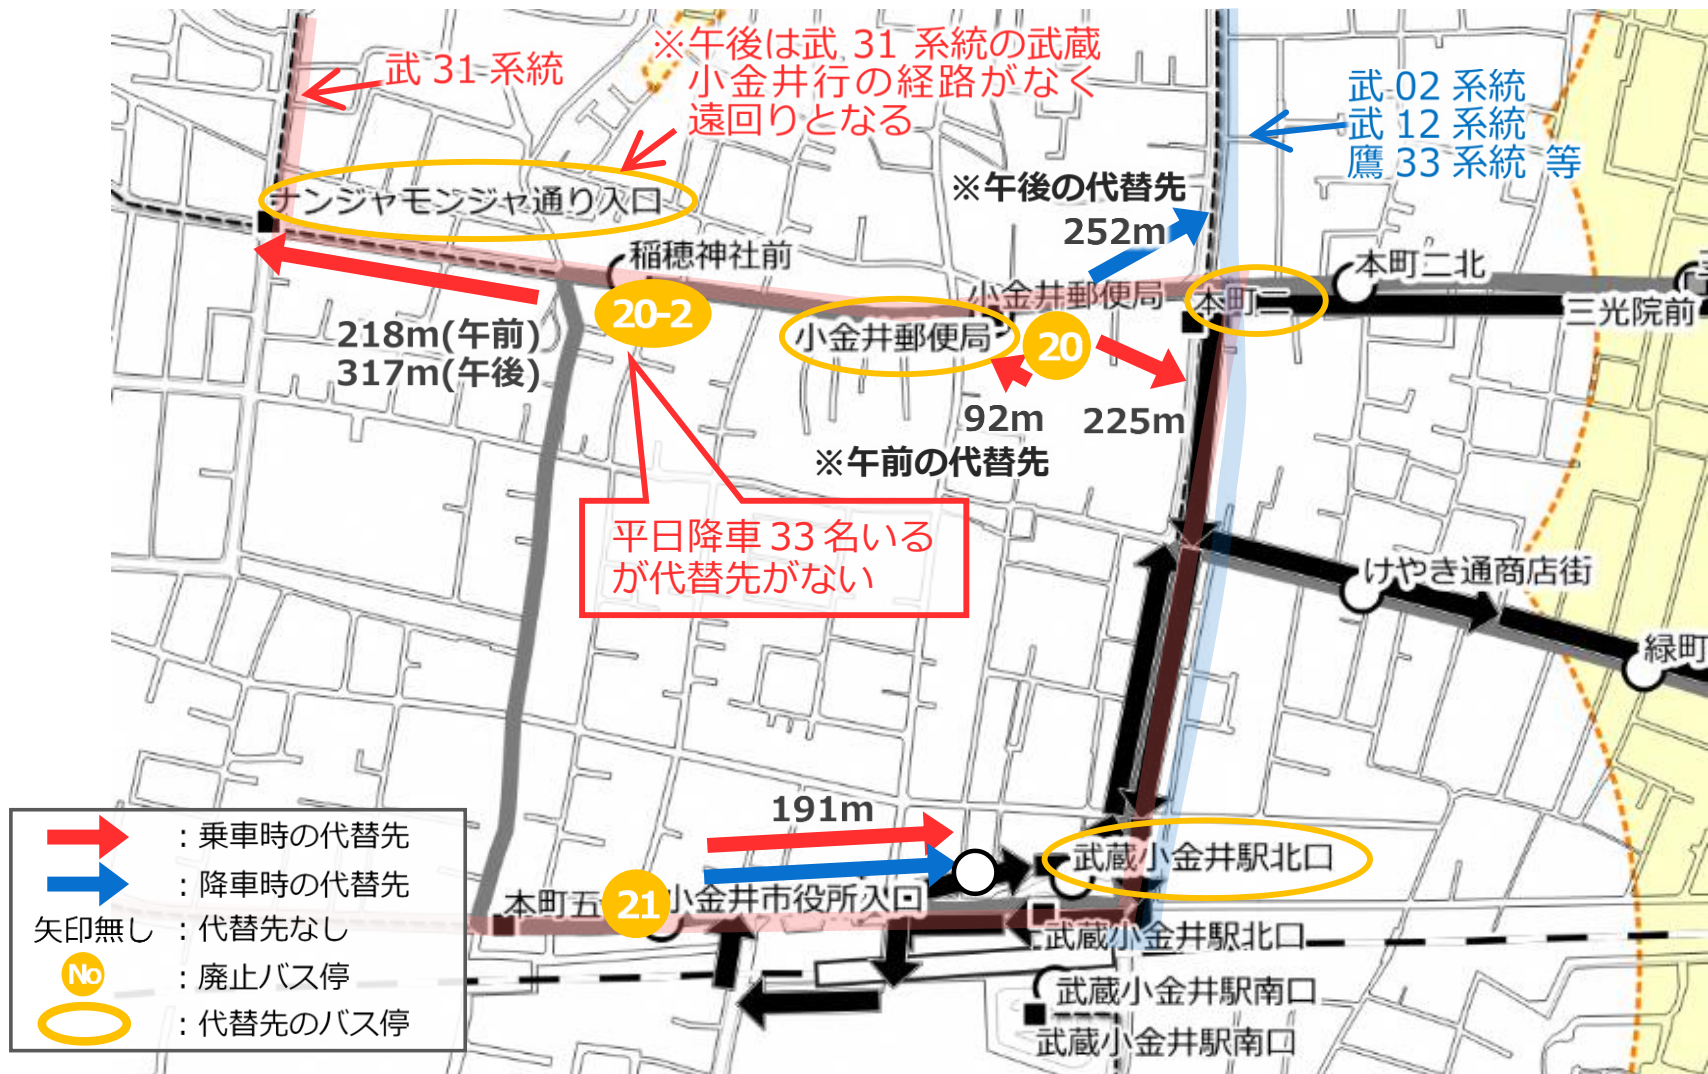 武 31 系統
※午後は武 31 系統の武蔵
小金井行の経路がなく
遠回りとなる
武 02 系統
武 12 系統
鷹 33 系統 等
ナンジャモンジャ通り入口
※午後の代替先
252m
稲穂神社前
20-2
小金井郵便局
本町二
本町二北
三光院前
小金井郵便局
20
218m(午前)
317m(午後)
92m
225m
※午前の代替先
平日降車 33 名いる
が代替先がない
けやき通商店街
緑町
191m
武蔵小金井駅北口
本町五
21
小金井市役所入口
武蔵小金井駅北口
武蔵小金井駅南口
武蔵小金井駅南口
：乗車時の代替先
：降車時の代替先
矢印無し ：代替先なし
No ：廃止バス停
：代替先のバス停